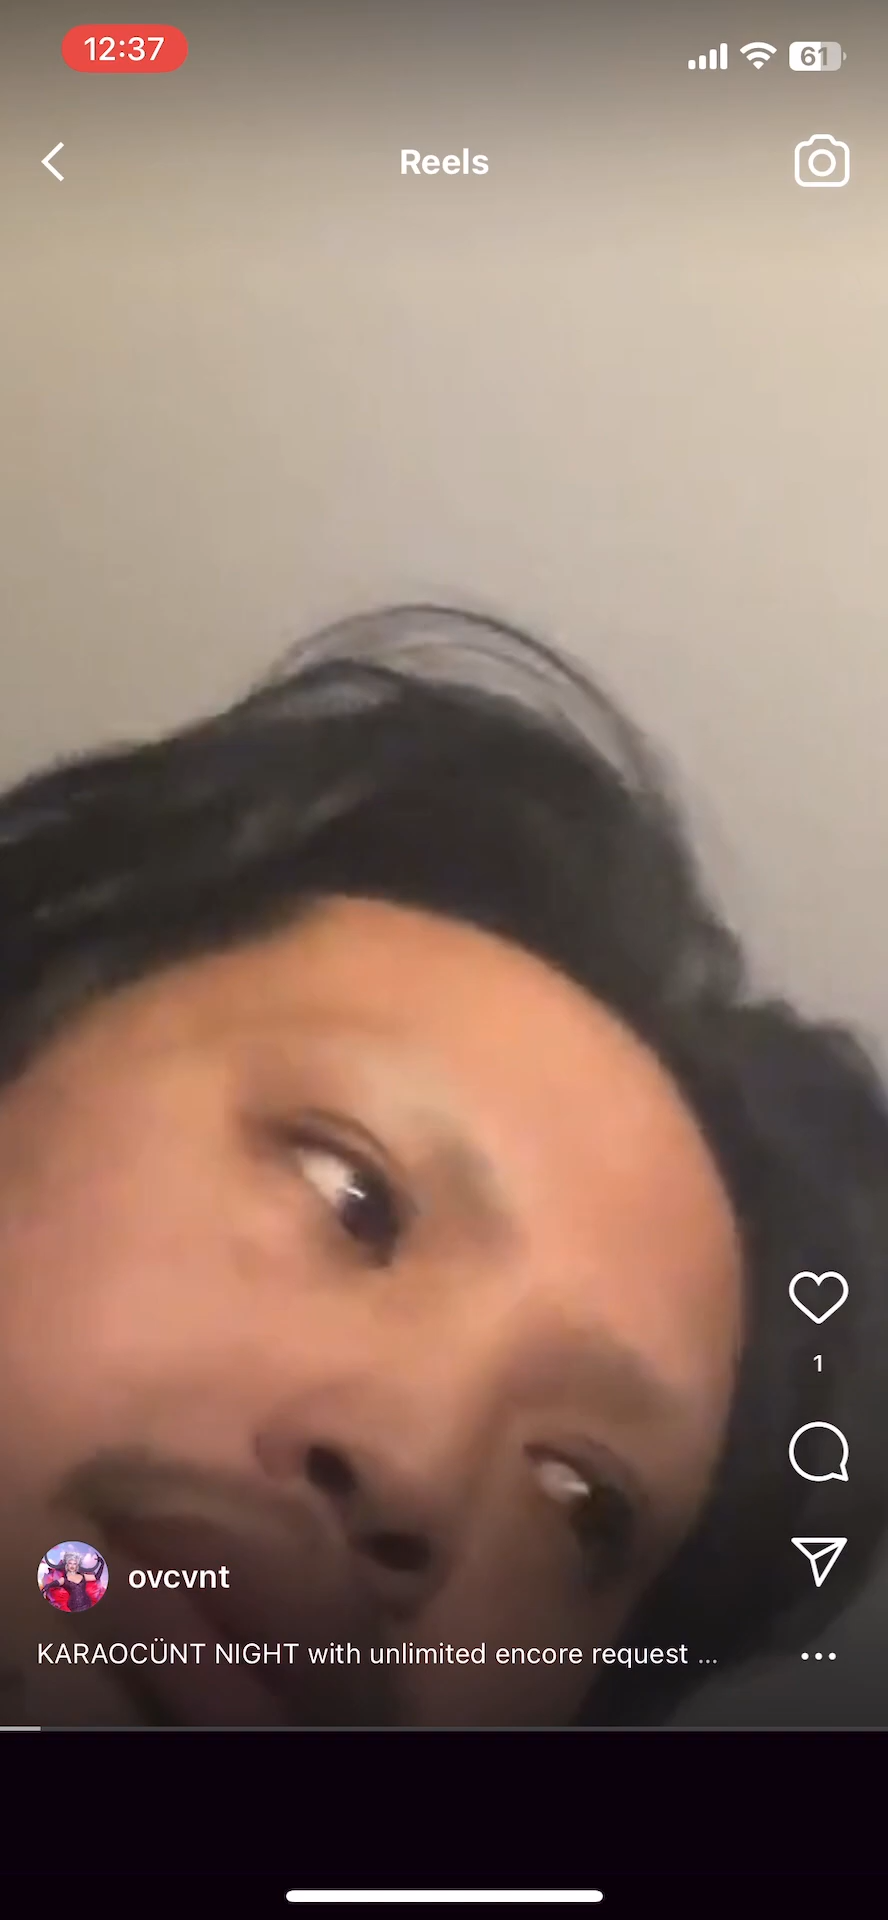 12:37
61
Reels
1
ovcvnt
KARAOCÜNT NIGHT with unlimited encore request ...